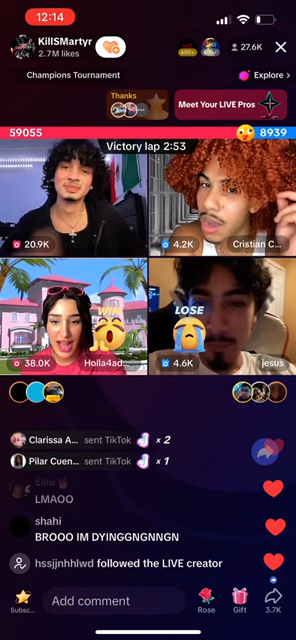 12:14
KillSMartyr
2.7M likes
600+
27.6K
Champions Tournament
Explore >
Thanks
Meet Your LIVE Pros
59055
8939
Victory lap 2:53
20.9K
4.2K
Cristian C...
WIN
LOSE
38.0K
Holla4ad...
4.6K
jesus
Clarissa A... sent TikTok x 2
Pilar Cuen... sent TikTok x 1
Ellie
LMAOO
shahi
BROOO IM DYINGGNGNNGN
hssjjnhhlwd followed the LIVE creator
Subsc...
Add comment
Rose
Gift
3.7K